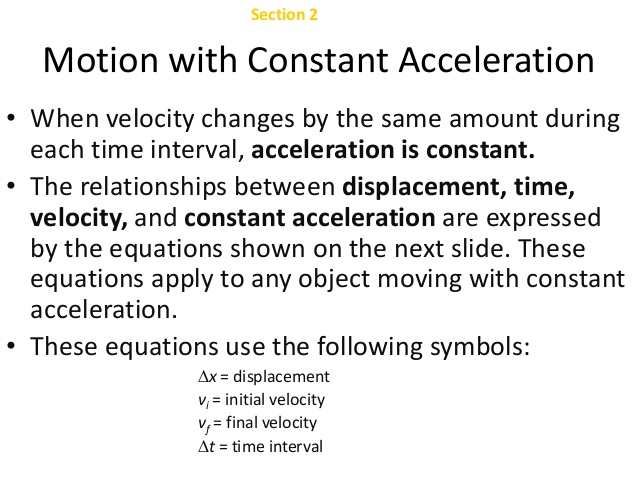 Section 2
Motion with Constant Acceleration
• When velocity changes by the same amount during
each time interval, acceleration is constant.
• The relationships between displacement, time,
velocity, and constant acceleration are expressed
by the equations shown on the next slide. These
equations apply to any object moving with constant
acceleration.
• These equations use the following symbols:
Δx = displacement
vi = initial velocity
vf = final velocity
Δt = time interval